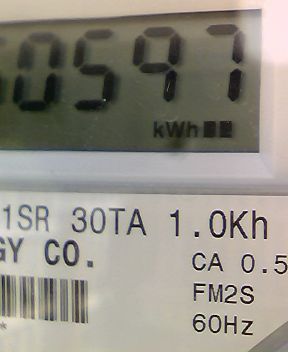 0597
kWh
1SR 30TA 1.0Kh
GY CO.
CA 0.5
FM2S
60Hz